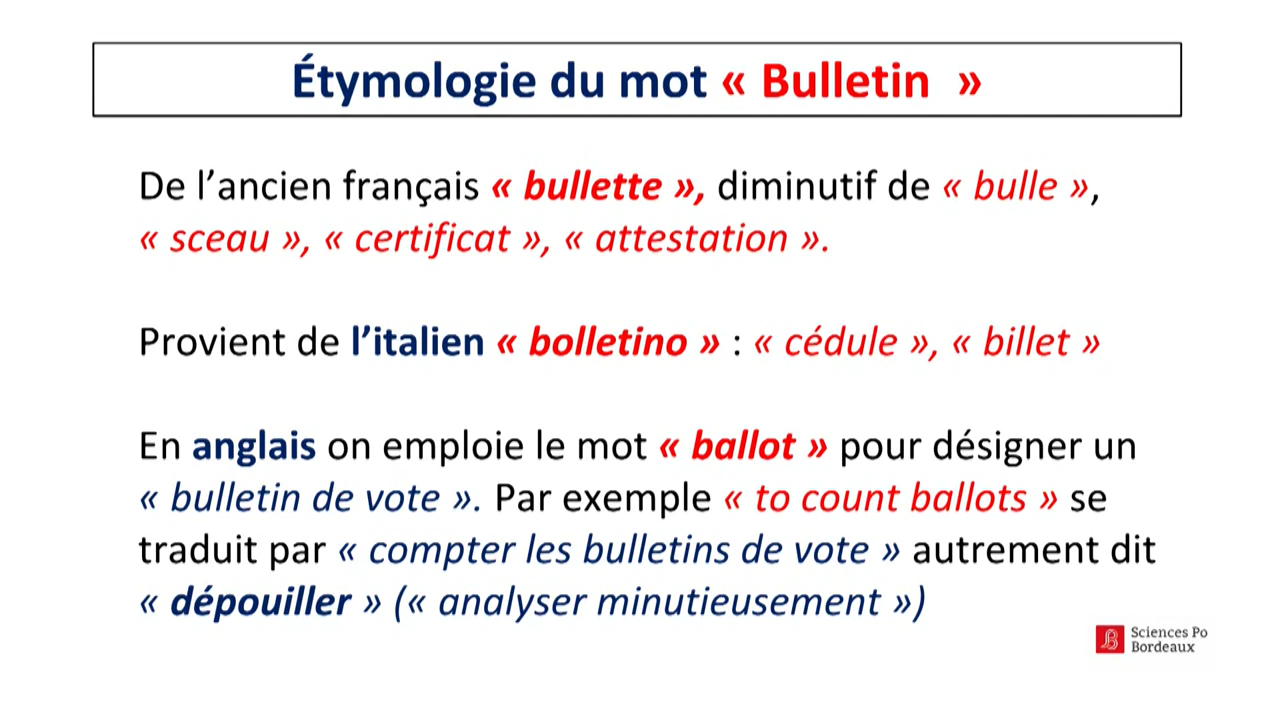 Étymologie du mot « Bulletin  »
De l’ancien français « bullette », diminutif de « bulle »,
« sceau », « certificat », « attestation ».
Provient de l’italien « bolletino » : « cédule », « billet »
En anglais on emploie le mot « ballot » pour désigner un
« bulletin de vote ». Par exemple « to count ballots » se
traduit par « compter les bulletins de vote » autrement dit
« dépouiller » (« analyser minutieusement »)
Sciences Po
Bordeaux